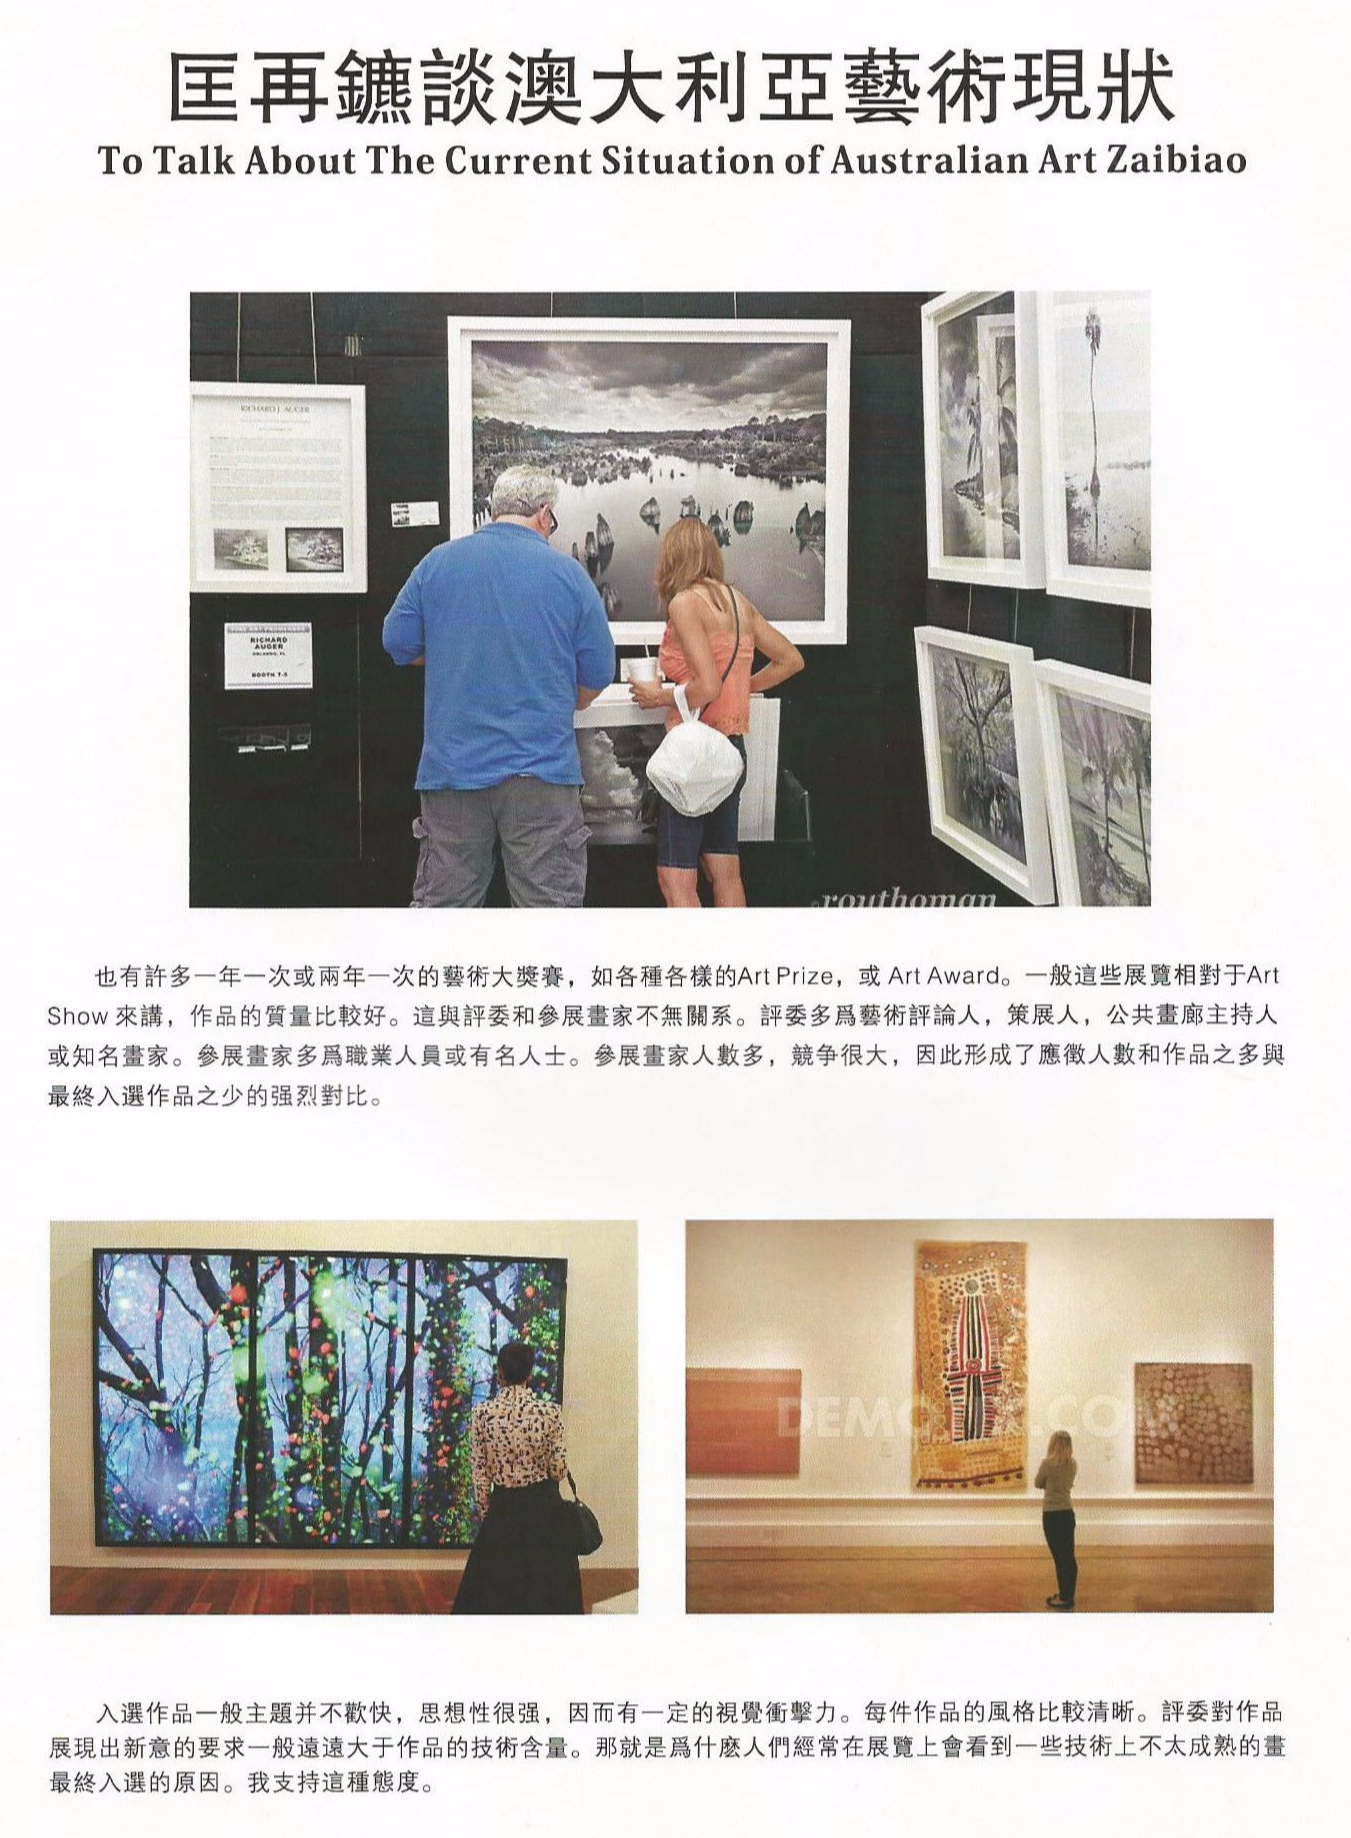 匡再鑣談澳大利亞藝術現狀
To Talk About The Current Situation of Australian Art Zaibiao
RICHARD J. AUGER
RICHARD
AUGER
ORLANDO, FL
BOOTH T-5
routhoman
也有許多一年一次或兩年一次的藝術大獎賽，如各種各樣的Art Prize，或 Art Award。一般這些展覽相對于Art
Show 來講，作品的質量比較好。這與評委和參展畫家不無關系。評委多爲藝術評論人，策展人，公共畫廊主持人
或知名畫家。參展畫家多爲職業人員或有名人士。參展畫家人數多，競争很大，因此形成了應徵人數和作品之多與
最終入選作品之少的强烈對比。
入選作品一般主題并不歡快，思想性很强，因而有一定的視覺衝擊力。每件作品的風格比較清晰。評委對作品
展現出新意的要求一般遠遠大于作品的技術含量。那就是爲什麽人們經常在展覽上會看到一些技術上不太成熟的畫
最終入選的原因。我支持這種態度。